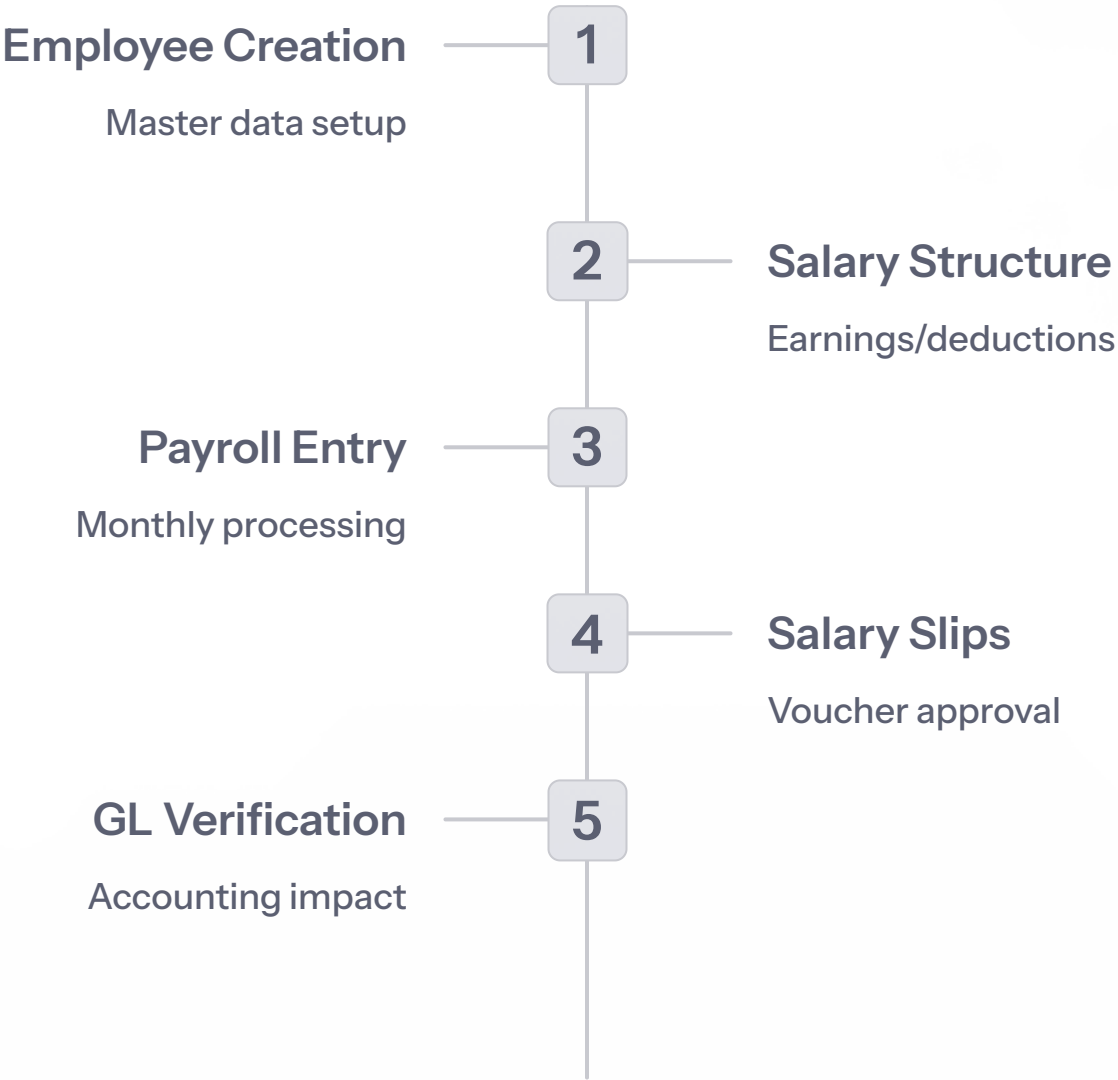 Employee Creation
1
Master data setup
2
Salary Structure
Earnings/deductions
Payroll Entry
3
Monthly processing
4
Salary Slips
Voucher approval
GL Verification
5
Accounting impact